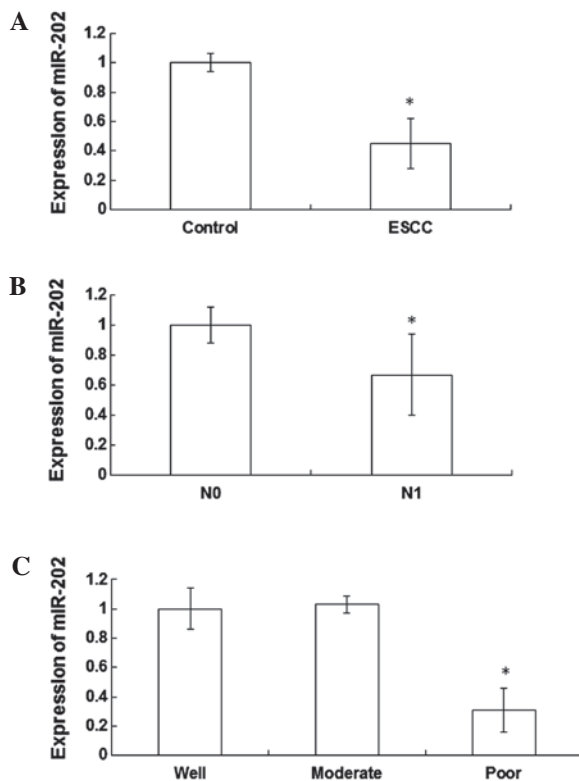 A
Expression of miR-202
1.2
1
0.8
0.6
0.4
0.2
0
*
Control
ESCC
B
Expression of miR-202
1.2
1
0.8
0.6
0.4
0.2
0
*
N0
N1
C
Expression of miR-202
1.2
1
0.8
0.6
0.4
0.2
0
*
Well
Moderate
Poor